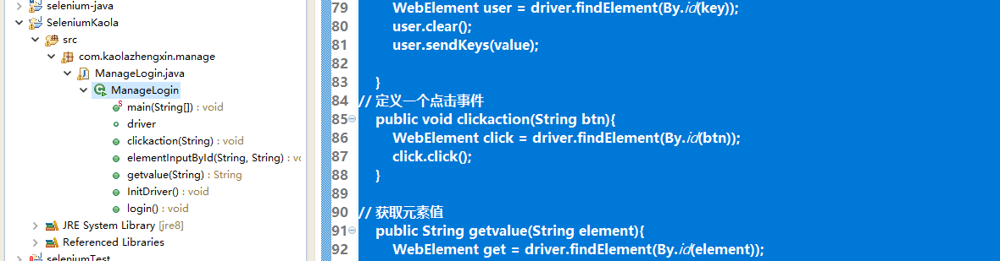 selenium-java
SeleniumKaola
src
com.kaolazhengxin.manage
ManageLogin.java
ManageLogin
main(String[]) : void
driver
clickaction(String) : void
elementInputById(String, String) : vo
getvalue(String) : String
InitDriver() : void
login() : void
JRE System Library [jre8]
Referenced Libraries
seleniumTest
79 WebElement user = driver.findElement(By.id(key));
80 user.clear();
81 user.sendKeys(value);
82
83 }
84 // 定义一个点击事件
85 public void clickaction(String btn){
86 WebElement click = driver.findElement(By.id(btn));
87 click.click();
88 }
89
90 // 获取元素值
91 public String getvalue(String element){
92 WebElement get = driver.findElement(By.id(element));